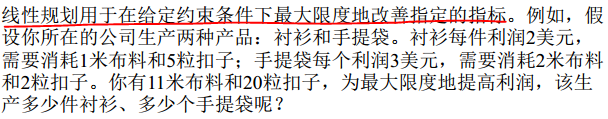 线性规划用于在给定约束条件下最大限度地改善指定的指标。例如，假
设你所在的公司生产两种产品：衬衫和手提袋。衬衫每件利润2美元，
需要消耗1米布料和5粒扣子；手提袋每个利润3美元，需要消耗2米布料
和2粒扣子。你有11米布料和20粒扣子，为最大限度地提高利润，该生
产多少件衬衫、多少个手提袋呢？